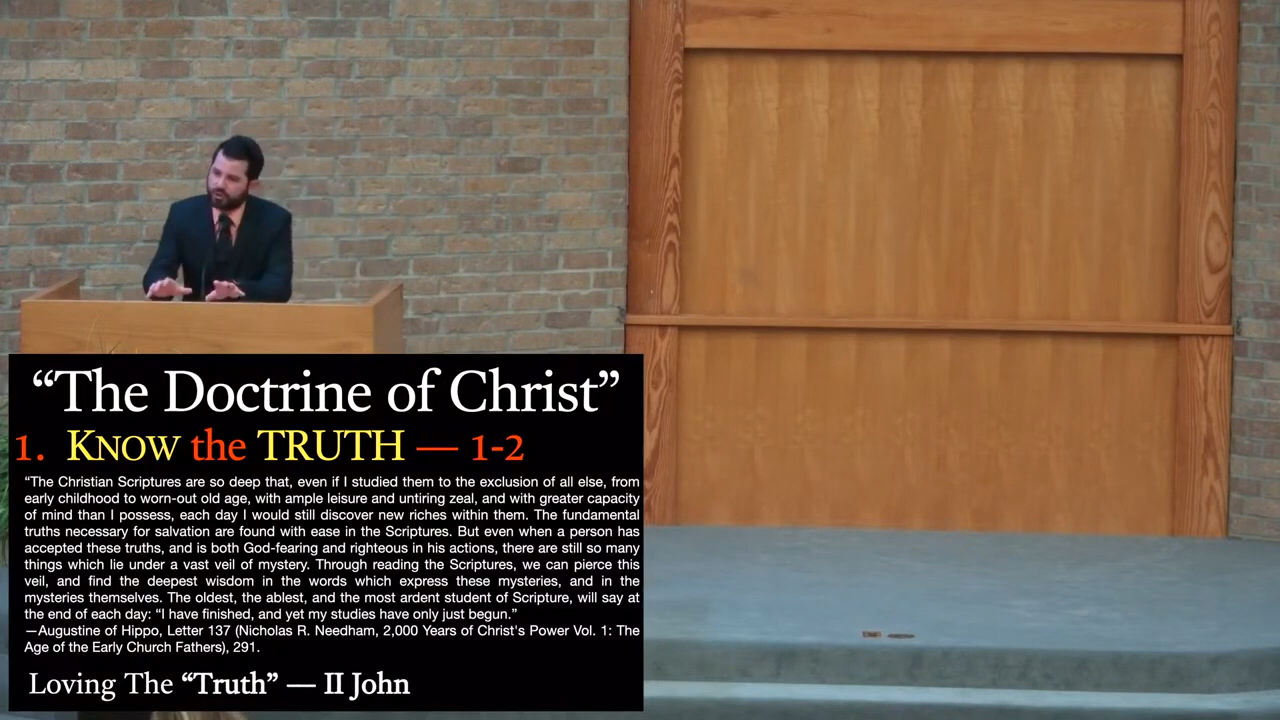 “The Doctrine of Christ”
1. KNOW the TRUTH — 1-2
“The Christian Scriptures are so deep that, even if I studied them to the exclusion of all else, from
early childhood to worn-out old age, with ample leisure and untiring zeal, and with greater capacity
of mind than I possess, each day I would still discover new riches within them. The fundamental
truths necessary for salvation are found with ease in the Scriptures. But even when a person has
accepted these truths, and is both God-fearing and righteous in his actions, there are still so many
things which lie under a vast veil of mystery. Through reading the Scriptures, we can pierce this
veil, and find the deepest wisdom in the words which express these mysteries, and in the
mysteries themselves. The oldest, the ablest, and the most ardent student of Scripture, will say at
the end of each day: “I have finished, and yet my studies have only just begun.”
—Augustine of Hippo, Letter 137 (Nicholas R. Needham, 2,000 Years of Christ's Power Vol. 1: The
Age of the Early Church Fathers), 291.
Loving The “Truth” — II John